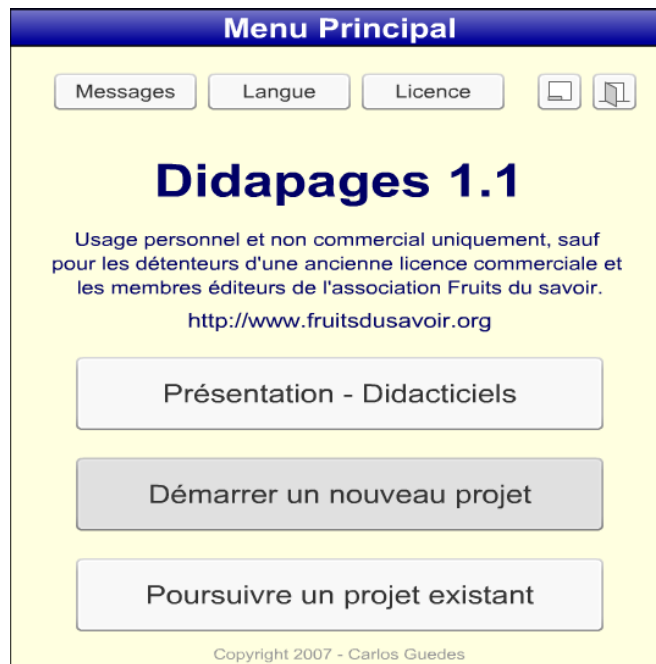 Menu Principal
Messages Langue Licence
Didapages 1.1
Usage personnel et non commercial uniquement, sauf
pour les détenteurs d'une ancienne licence commerciale et
les membres éditeurs de l'association Fruits du savoir.
http://www.fruitsdusavoir.org
Présentation - Didacticiels
Démarrer un nouveau projet
Poursuivre un projet existant
Copyright 2007 - Carlos Guedes